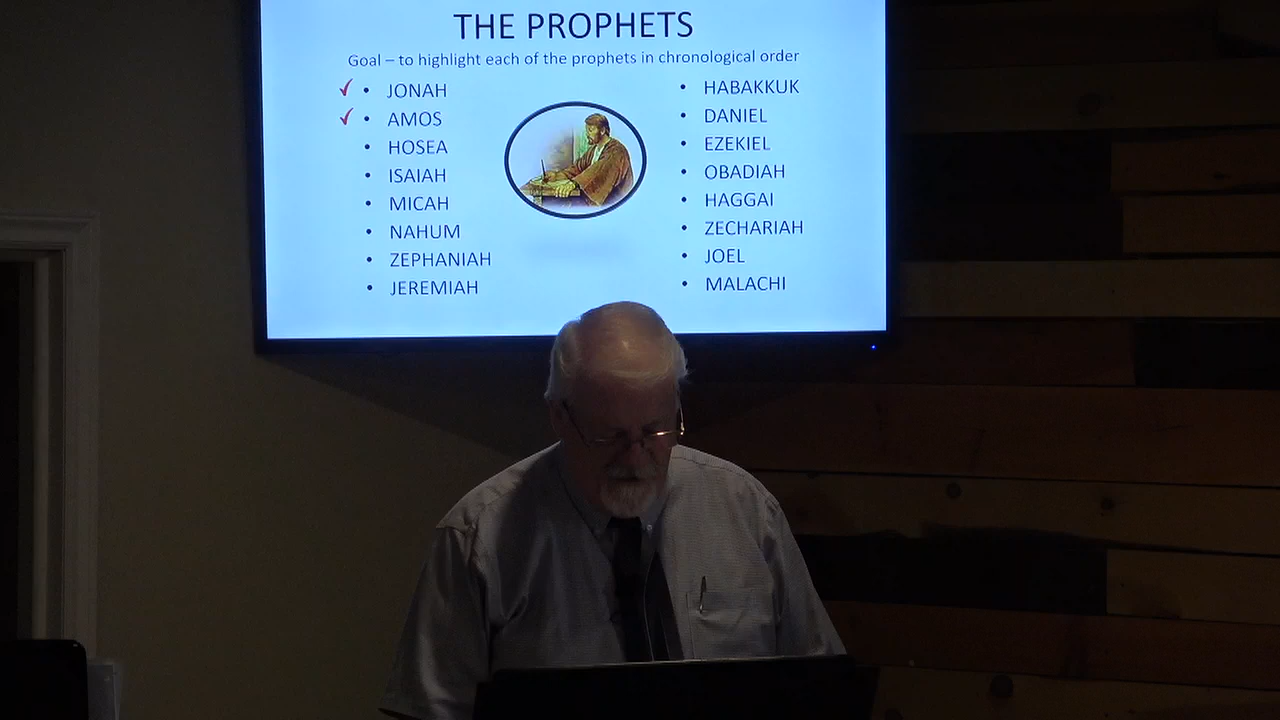 THE PROPHETS
Goal – to highlight each of the prophets in chronological order
✓ • JONAH
✓ • AMOS
• HOSEA
• ISAIAH
• MICAH
• NAHUM
• ZEPHANIAH
• JEREMIAH
• HABAKKUK
• DANIEL
• EZEKIEL
• OBADIAH
• HAGGAI
• ZECHARIAH
• JOEL
• MALACHI